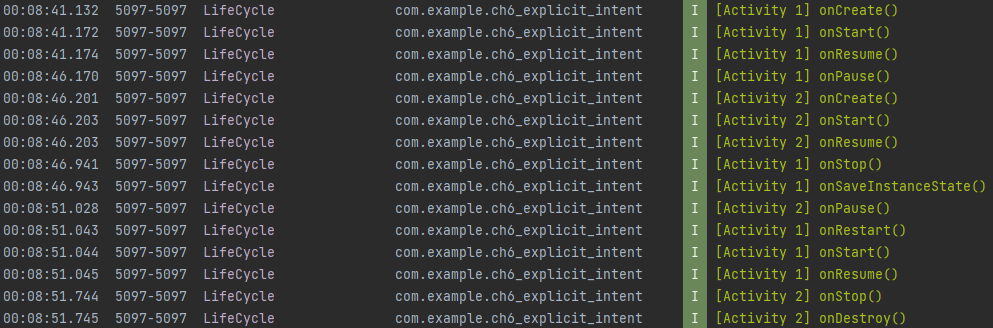 00:08:41.132 5097-5097 LifeCycle com.example.ch6_explicit_intent I [Activity 1] onCreate()
00:08:41.172 5097-5097 LifeCycle com.example.ch6_explicit_intent I [Activity 1] onStart()
00:08:41.174 5097-5097 LifeCycle com.example.ch6_explicit_intent I [Activity 1] onResume()
00:08:46.170 5097-5097 LifeCycle com.example.ch6_explicit_intent I [Activity 1] onPause()
00:08:46.201 5097-5097 LifeCycle com.example.ch6_explicit_intent I [Activity 2] onCreate()
00:08:46.203 5097-5097 LifeCycle com.example.ch6_explicit_intent I [Activity 2] onStart()
00:08:46.203 5097-5097 LifeCycle com.example.ch6_explicit_intent I [Activity 2] onResume()
00:08:46.941 5097-5097 LifeCycle com.example.ch6_explicit_intent I [Activity 1] onStop()
00:08:46.943 5097-5097 LifeCycle com.example.ch6_explicit_intent I [Activity 1] onSaveInstanceState()
00:08:51.028 5097-5097 LifeCycle com.example.ch6_explicit_intent I [Activity 2] onPause()
00:08:51.043 5097-5097 LifeCycle com.example.ch6_explicit_intent I [Activity 1] onRestart()
00:08:51.044 5097-5097 LifeCycle com.example.ch6_explicit_intent I [Activity 1] onStart()
00:08:51.045 5097-5097 LifeCycle com.example.ch6_explicit_intent I [Activity 1] onResume()
00:08:51.744 5097-5097 LifeCycle com.example.ch6_explicit_intent I [Activity 2] onStop()
00:08:51.745 5097-5097 LifeCycle com.example.ch6_explicit_intent I [Activity 2] onDestroy()